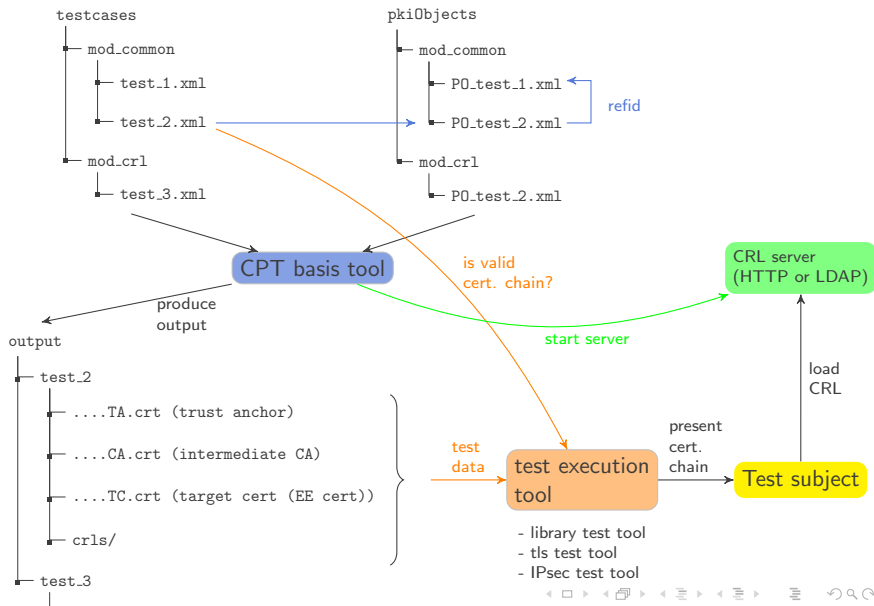 testcases
mod_common
test_1.xml
test_2.xml
mod_crl
test_3.xml
pkiObjects
mod_common
PO_test_1.xml
PO_test_2.xml
refid
mod_crl
PO_test_2.xml
CPT basis tool
is valid
cert. chain?
CRL server
(HTTP or LDAP)
produce
output
start server
output
test_2
....TA.crt (trust anchor)
....CA.crt (intermediate CA)
....TC.crt (target cert (EE cert))
crls/
test_3
test
data
test execution
tool
- library test tool
- tls test tool
- IPsec test tool
present
cert.
chain
Test subject
load
CRL